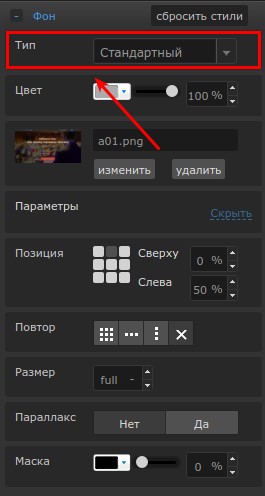 Фон
сбросить стили
Тип
Стандартный
Цвет
100 %
a01.png
изменить
удалить
Параметры
Скрыть
Позиция
Сверху
0 %
Слева
50 %
Повтор
Размер
full -
Параллакс
Нет
Да
Маска
0 %